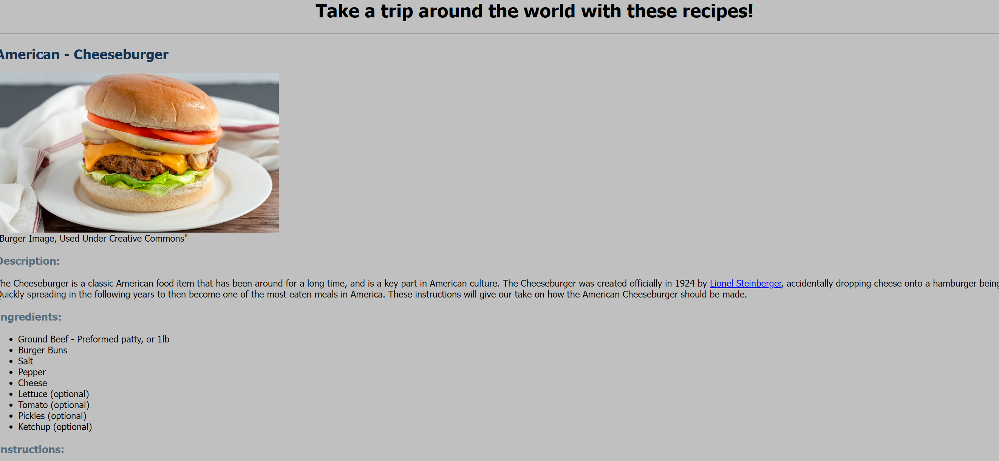 Take a trip around the world with these recipes!
American - Cheeseburger
Burger Image, Used Under Creative Commons"
Description:
The Cheeseburger is a classic American food item that has been around for a long time, and is a key part in American culture. The Cheeseburger was created officially in 1924 by Lionel Steinberger, accidentally dropping cheese onto a hamburger being
Quickly spreading in the following years to then become one of the most eaten meals in America. These instructions will give our take on how the American Cheeseburger should be made.
Ingredients:
• Ground Beef - Preformed patty, or 1lb
• Burger Buns
• Salt
• Pepper
• Cheese
• Lettuce (optional)
• Tomato (optional)
• Pickles (optional)
• Ketchup (optional)
Instructions: